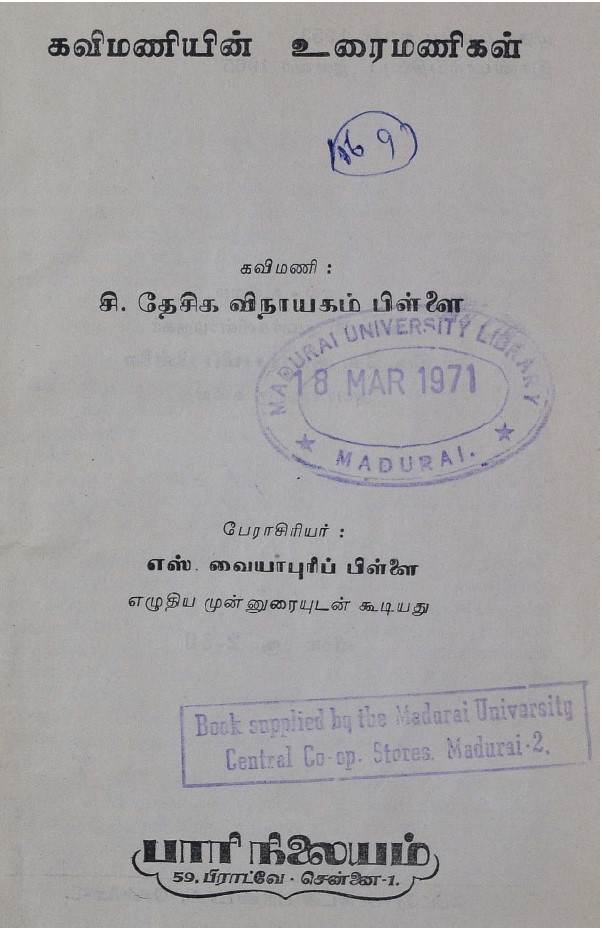 கவிமணியின் உரைமணிகள்
கவிமணி :
சி. தேசிக விநாயகம் பிள்ளை
MADURAI UNIVERSITY LIBRARY
18 MAR 1971
MADURAI.
பேராசிரியர் :
எஸ். வையாபுரிப் பிள்ளை
எழுதிய முன்னுரையுடன் கூடியது
Book supplied by the Madurai University
Central Co-op. Stores, Madurai-2.
பாரி நிலையம்
59, பிராட்வே · சென்னை-1.